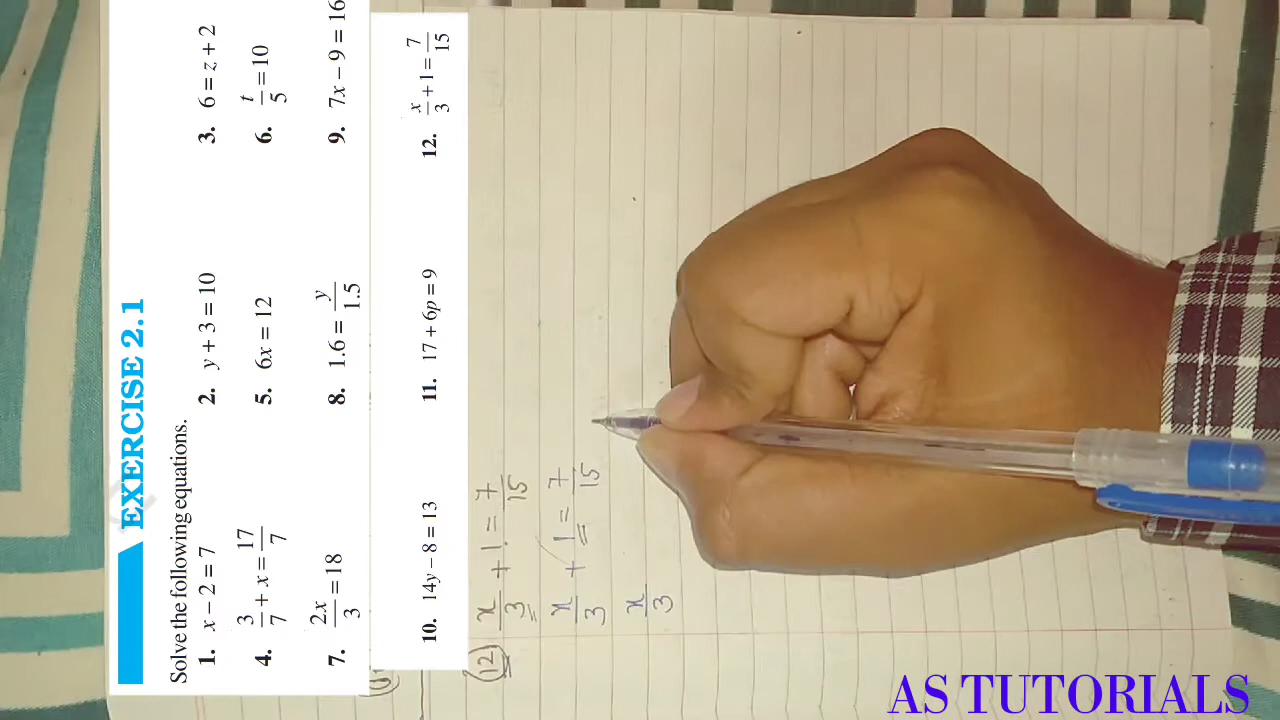 EXERCISE 2.1
Solve the following equations.
1. x − 2 = 7 2. y + 3 = 10 3. 6 = z + 2
4. 3/7 + x = 17/7 5. 6x = 12 6. t/5 = 10
7. 2x/3 = 18 8. 1.6 = y/1.5 9. 7x − 9 = 16
10. 14y − 8 = 13 11. 17 + 6p = 9 12. x/3 + 1 = 7/15
(12) x/3 + 1 = 7/15
x/3 + 1 = 7/15
x/3
AS TUTORIALS